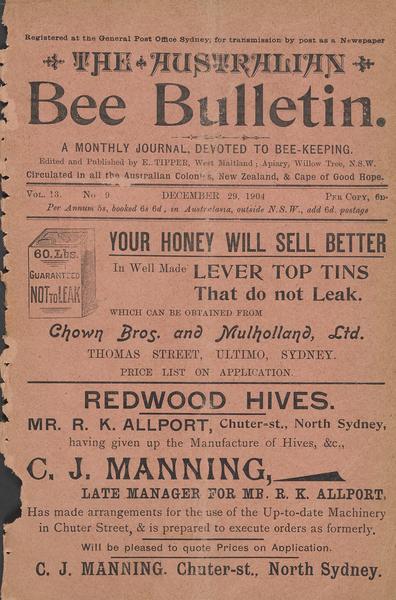 Registered at the General Post Office Sydney, for transmission by post as a Newspaper
THE AUSTRALIAN
Bee Bulletin.
A MONTHLY JOURNAL, DEVOTED TO BEE-KEEPING.
Edited and Published by E. TIPPER, West Maitland; Apiary, Willow Tree, N.S.W.
Circulated in all the Australian Colonies, New Zealand, & Cape of Good Hope.
VOL. 13. No 9 DECEMBER 29, 1904 PER COPY, 6D-
Per Annum 5s, booked 6s 6d, in Australasia, outside N.S.W., add 6d. postage
60.Lbs.
GUARANTEED
NOT TO LEAK
YOUR HONEY WILL SELL BETTER
In Well Made LEVER TOP TINS
That do not Leak.
WHICH CAN BE OBTAINED FROM
Chown Bros. and Mulholland, Ltd.
THOMAS STREET, ULTIMO, SYDNEY.
PRICE LIST ON APPLICATION.
REDWOOD HIVES.
MR. R. K. ALLPORT, Chuter-st., North Sydney,
having given up the Manufacture of Hives, &c.,
C. J. MANNING,
LATE MANAGER FOR MR. R. K. ALLPORT,
Has made arrangements for the use of the Up-to-date Machinery
in Chuter Street, & is prepared to execute orders as formerly.
Will be pleased to quote Prices on Application.
C. J. MANNING. Chuter-st., North Sydney.